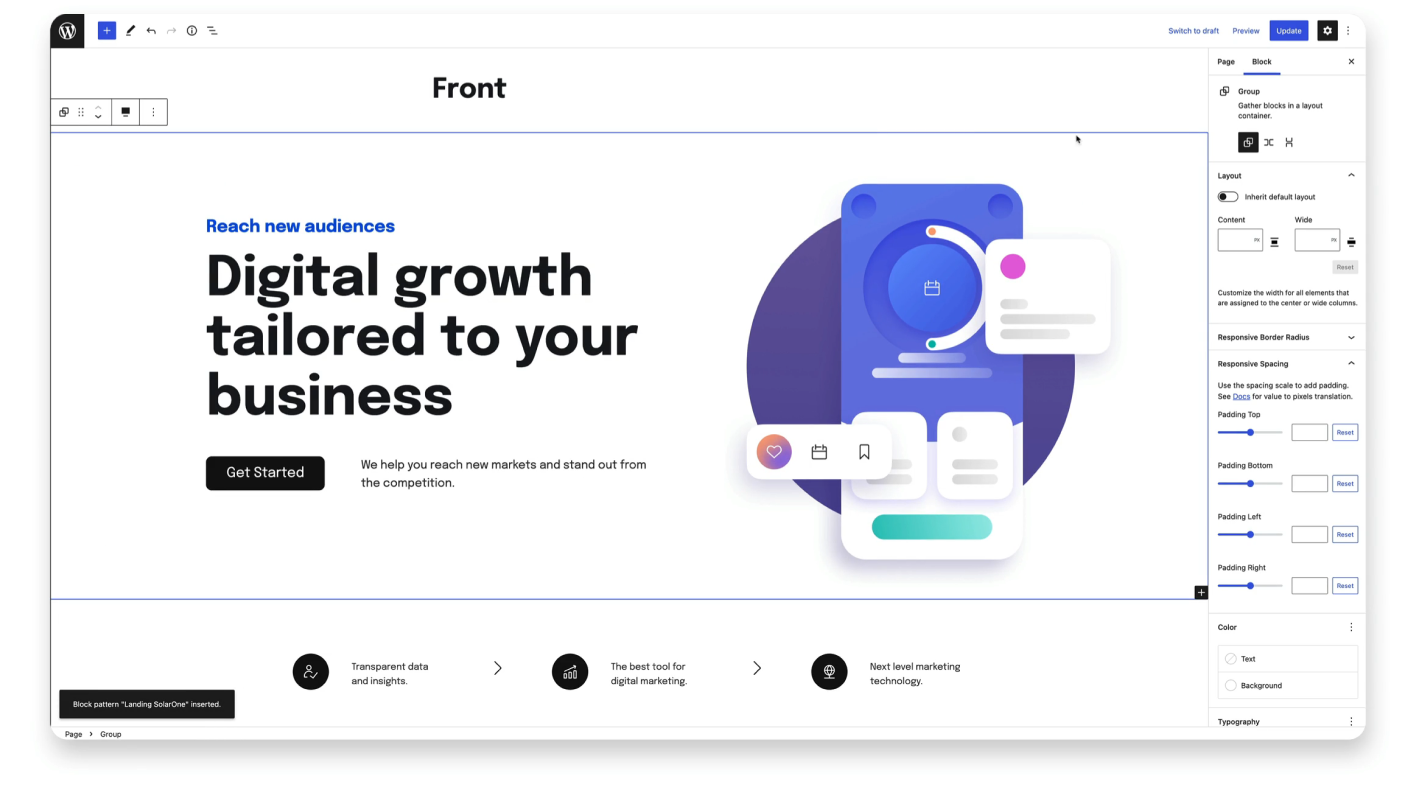 Switch to draft
Preview
Update
Front
Reach new audiences
Digital growth
tailored to your
business
Get Started
We help you reach new markets and stand out from
the competition.
Transparent data
and insights.
The best tool for
digital marketing.
Next level marketing
technology.
Block pattern "Landing SolarOne" inserted.
Page > Group
Page Block
Group
Gather blocks in a layout
container.
Layout
Inherit default layout
Content Wide
PX PX
Reset
Customize the width for all elements that
are assigned to the center or wide columns.
Responsive Border Radius
Responsive Spacing
Use the spacing scale to add padding.
See Docs for value to pixels translation.
Padding Top
Reset
Padding Bottom
Reset
Padding Left
Reset
Padding Right
Reset
Color
Text
Background
Typography